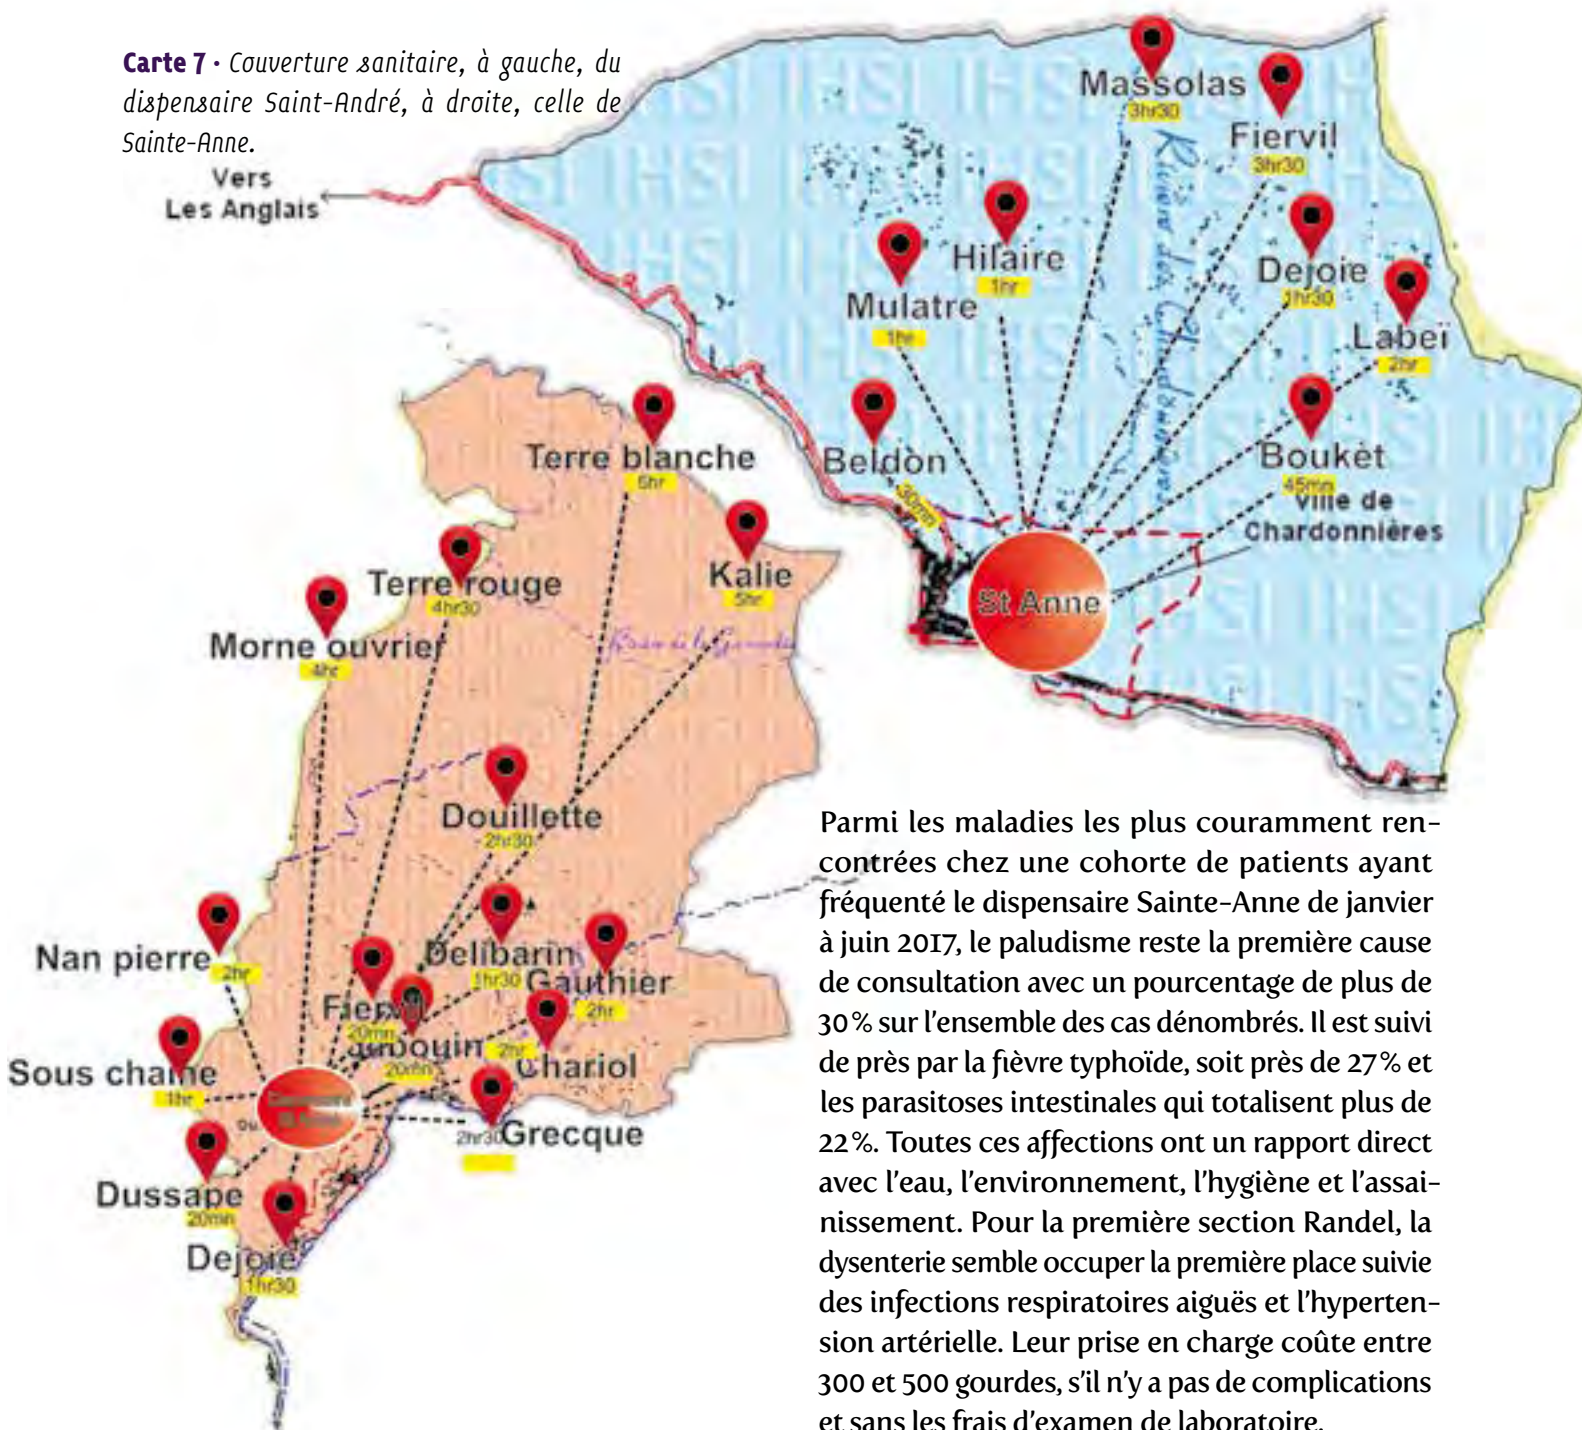 Carte 7 · Couverture sanitaire, à gauche, du
dispensaire Saint-André, à droite, celle de
Sainte-Anne.
Vers
Les Anglais
Massolas
3hr30
Fiervil
3hr30
Hilaire
1hr
Mulatre
1hr
Dejoie
1hr30
Labeï
2hr
Beldon
30mn
Boukèt
45mn
Ville de
Chardonnières
St Anne
Terre blanche
5hr
Kalie
5hr
Terre rouge
4hr30
Morne ouvrier
4hr
Douillette
2hr30
Nan pierre
2hr
Delibarin
1hr30
Gauthier
2hr
Fiervil
20mn
20mn
Chariol
2hr
Sous chaine
1hr
Grecque
2hr30
Dussape
20mn
Dejoie
1hr30
Parmi les maladies les plus couramment ren-
contrées chez une cohorte de patients ayant
fréquenté le dispensaire Sainte-Anne de janvier
à juin 2017, le paludisme reste la première cause
de consultation avec un pourcentage de plus de
30 % sur l'ensemble des cas dénombrés. Il est suivi
de près par la fièvre typhoïde, soit près de 27 % et
les parasitoses intestinales qui totalisent plus de
22 %. Toutes ces affections ont un rapport direct
avec l'eau, l'environnement, l'hygiène et l'assai-
nissement. Pour la première section Randel, la
dysenterie semble occuper la première place suivie
des infections respiratoires aiguës et l'hyperten-
sion artérielle. Leur prise en charge coûte entre
300 et 500 gourdes, s'il n'y a pas de complications
et sans les frais d'examen de laboratoire.